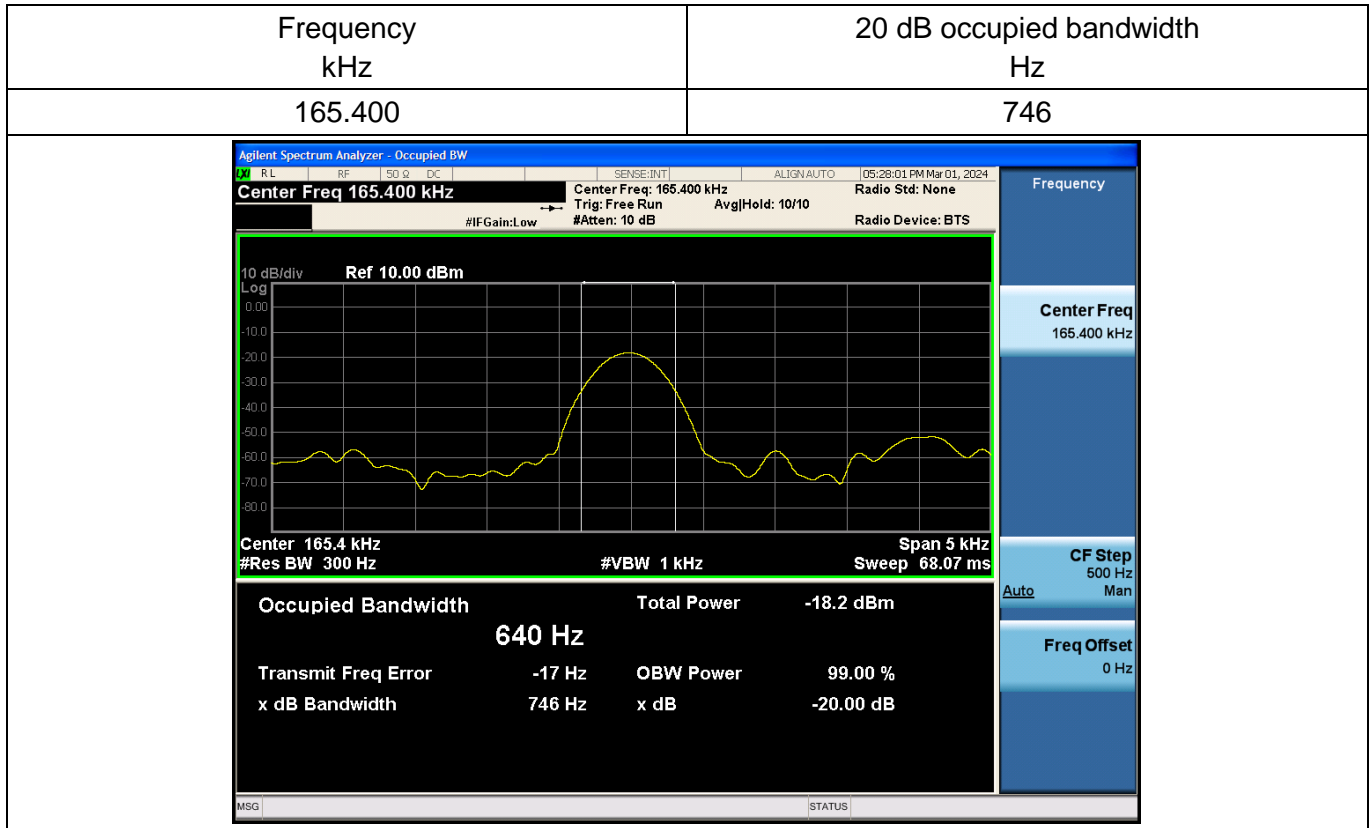 Frequency
kHz
20 dB occupied bandwidth
Hz
165.400
746
Agilent Spectrum Analyzer - Occupied BW
LXI RL RF 50 Ω DC SENSE:INT ALIGN AUTO 05:28:01 PM Mar 01, 2024
Center Freq 165.400 kHz
#IFGain:Low
Center Freq: 165.400 kHz
Trig: Free Run Avg|Hold: 10/10
#Atten: 10 dB
Radio Std: None
Radio Device: BTS
10 dB/div Ref 10.00 dBm
Log
0.00
-10.0
-20.0
-30.0
-40.0
-50.0
-60.0
-70.0
-80.0
Center 165.4 kHz Span 5 kHz
#Res BW 300 Hz #VBW 1 kHz Sweep 68.07 ms
Occupied Bandwidth Total Power -18.2 dBm
640 Hz
Transmit Freq Error -17 Hz OBW Power 99.00 %
x dB Bandwidth 746 Hz x dB -20.00 dB
MSG STATUS
Frequency
Center Freq
165.400 kHz
CF Step
500 Hz
Auto Man
Freq Offset
0 Hz